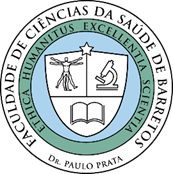 FACULDADE DE CIÊNCIAS DA SAÚDE DE BARRETOS
ETHICA HUMANITUS EXCELLENTIA SCIENTIA
DR. PAULO PRATA